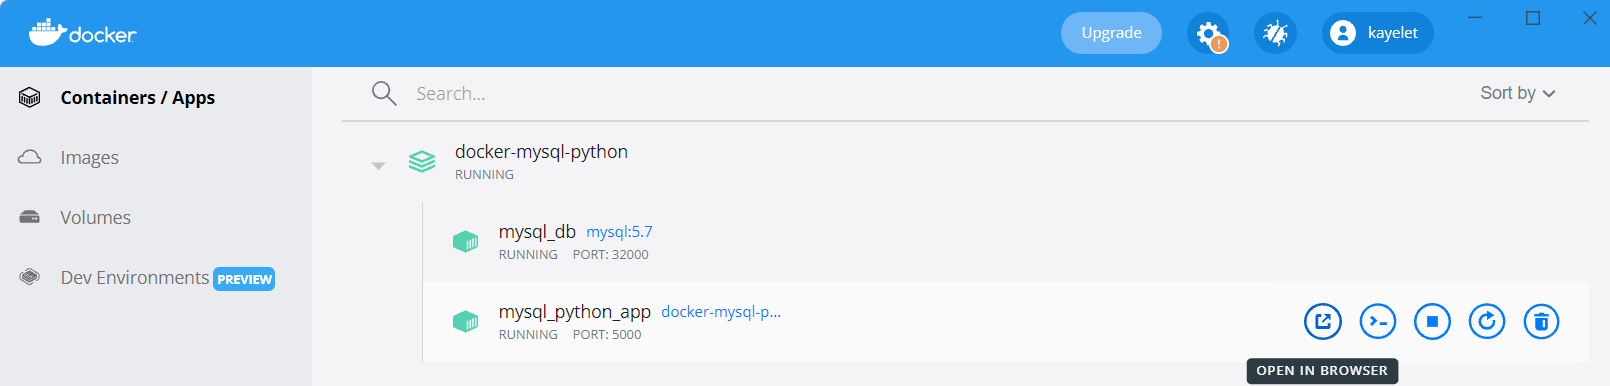 docker
Upgrade
!
kayelet
Containers / Apps
Images
Volumes
Dev Environments PREVIEW
Search...
Sort by
docker-mysql-python
RUNNING
mysql_db mysql:5.7
RUNNING PORT: 32000
mysql_python_app docker-mysql-p...
RUNNING PORT: 5000
OPEN IN BROWSER